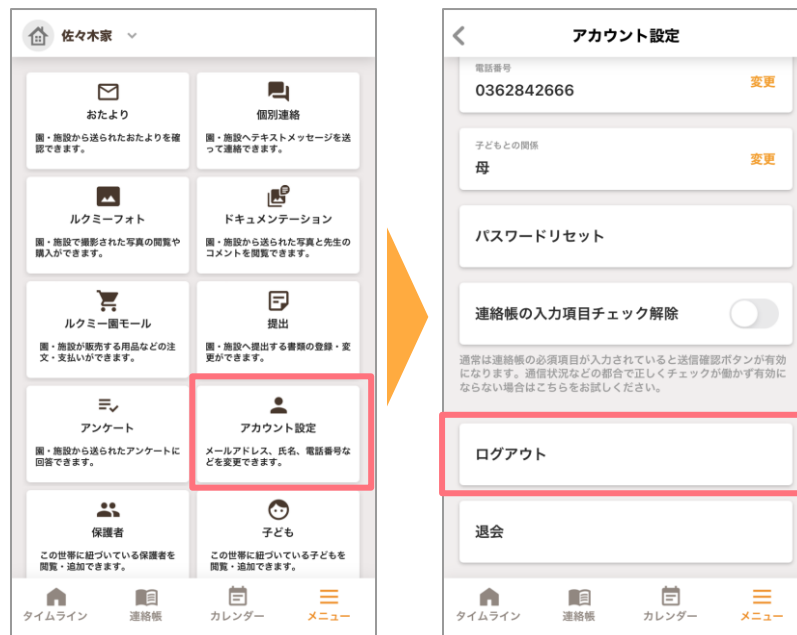 佐々木家
おたより
園・施設から送られたおたよりを確
認できます。
個別連絡
園・施設へテキストメッセージを送
って連絡できます。
ルクミーフォト
園・施設で撮影された写真の閲覧や
購入ができます。
ドキュメンテーション
園・施設から送られた写真と先生の
コメントを閲覧できます。
ルクミー園モール
園・施設が販売する用品などの注
文・支払いができます。
提出
園・施設へ提出する書類の登録・変
更ができます。
アンケート
園・施設から送られたアンケートに
回答できます。
アカウント設定
メールアドレス、氏名、電話番号な
どを変更できます。
保護者
この世帯に紐づいている保護者を
閲覧・追加できます。
子ども
この世帯に紐づいている子どもを
閲覧・追加できます。
タイムライン
連絡帳
カレンダー
メニュー
アカウント設定
電話番号
0362842666
変更
子どもとの関係
母
変更
パスワードリセット
連絡帳の入力項目チェック解除
通常は連絡帳の必須項目が入力されていると送信確認ボタンが有効
になります。通信状況などの都合で正しくチェックが働かず有効に
ならない場合はこちらをお試しください。
ログアウト
退会
タイムライン
連絡帳
カレンダー
メニュー